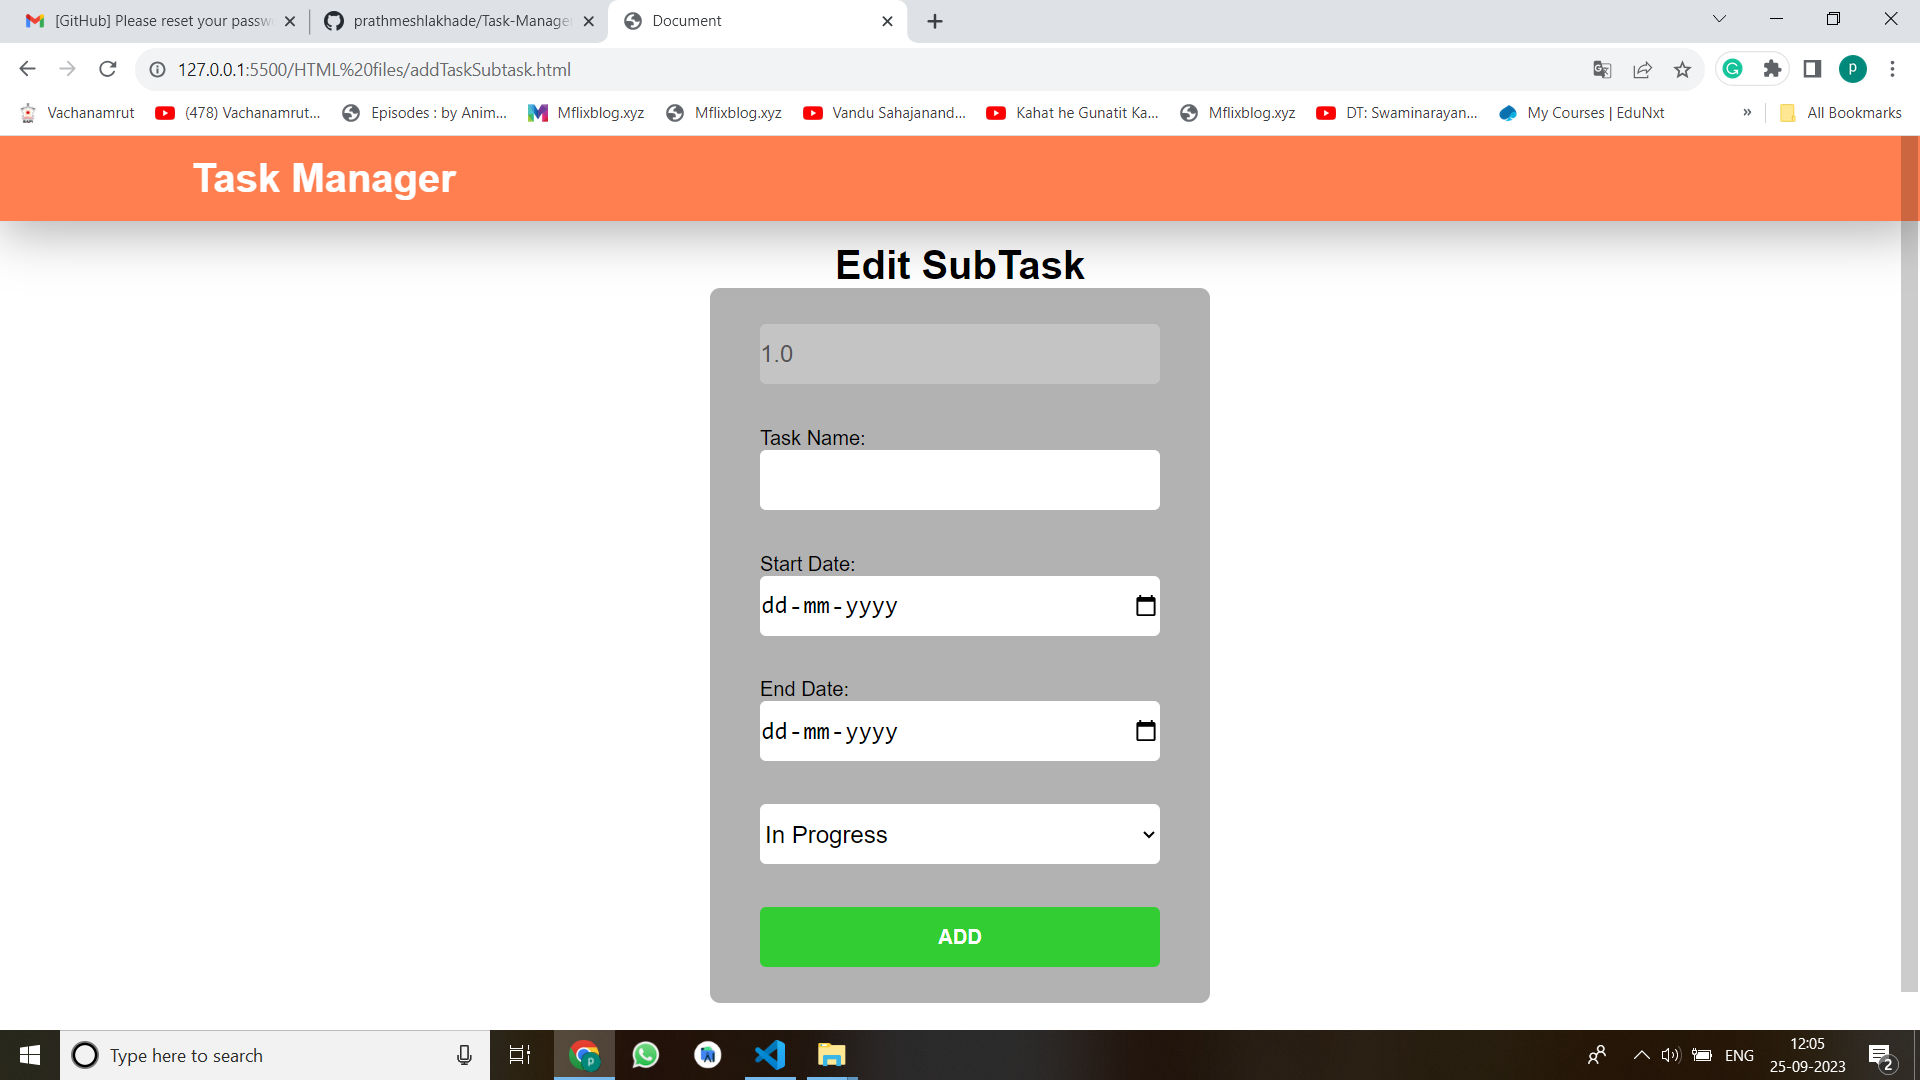 [GitHub] Please reset your passw
prathmeshlakhade/Task-Manage
Document
127.0.0.1:5500/HTML%20files/addTaskSubtask.html
P
Vachanamrut
(478) Vachanamrut...
Episodes : by Anim...
Mflixblog.xyz
Mflixblog.xyz
Vandu Sahajanand...
Kahat he Gunatit Ka...
Mflixblog.xyz
DT: Swaminarayan...
My Courses | EduNxt
»
All Bookmarks
Task Manager
Edit SubTask
1.0
Task Name:
Start Date:
dd-mm-yyyy
End Date:
dd-mm-yyyy
In Progress
ADD
Type here to search
ENG
12:05
25-09-2023
2